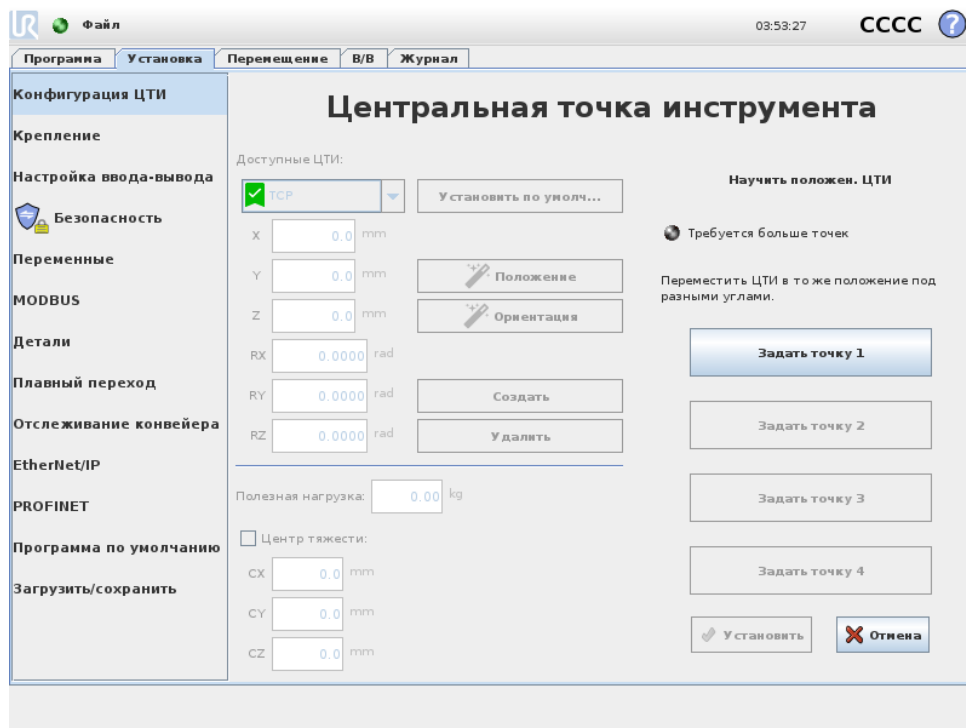 UR Файл 03:53:27 CCCC ?
Программа Установка Перемещение В/В Журнал
Конфигурация ЦТИ
Крепление
Настройка ввода-вывода
Безопасность
Переменные
MODBUS
Детали
Плавный переход
Отслеживание конвейера
EtherNet/IP
PROFINET
Программа по умолчанию
Загрузить/сохранить
Центральная точка инструмента
Доступные ЦТИ:
TCP Установить по умолч...
X 0.0 mm
Y 0.0 mm Положение
Z 0.0 mm Ориентация
RX 0.0000 rad
RY 0.0000 rad Создать
RZ 0.0000 rad Удалить
Полезная нагрузка: 0.00 kg
Центр тяжести:
CX 0.0 mm
CY 0.0 mm
CZ 0.0 mm
Научить положен. ЦТИ
Требуется больше точек
Переместить ЦТИ в то же положение под
разными углами.
Задать точку 1
Задать точку 2
Задать точку 3
Задать точку 4
Установить Отмена